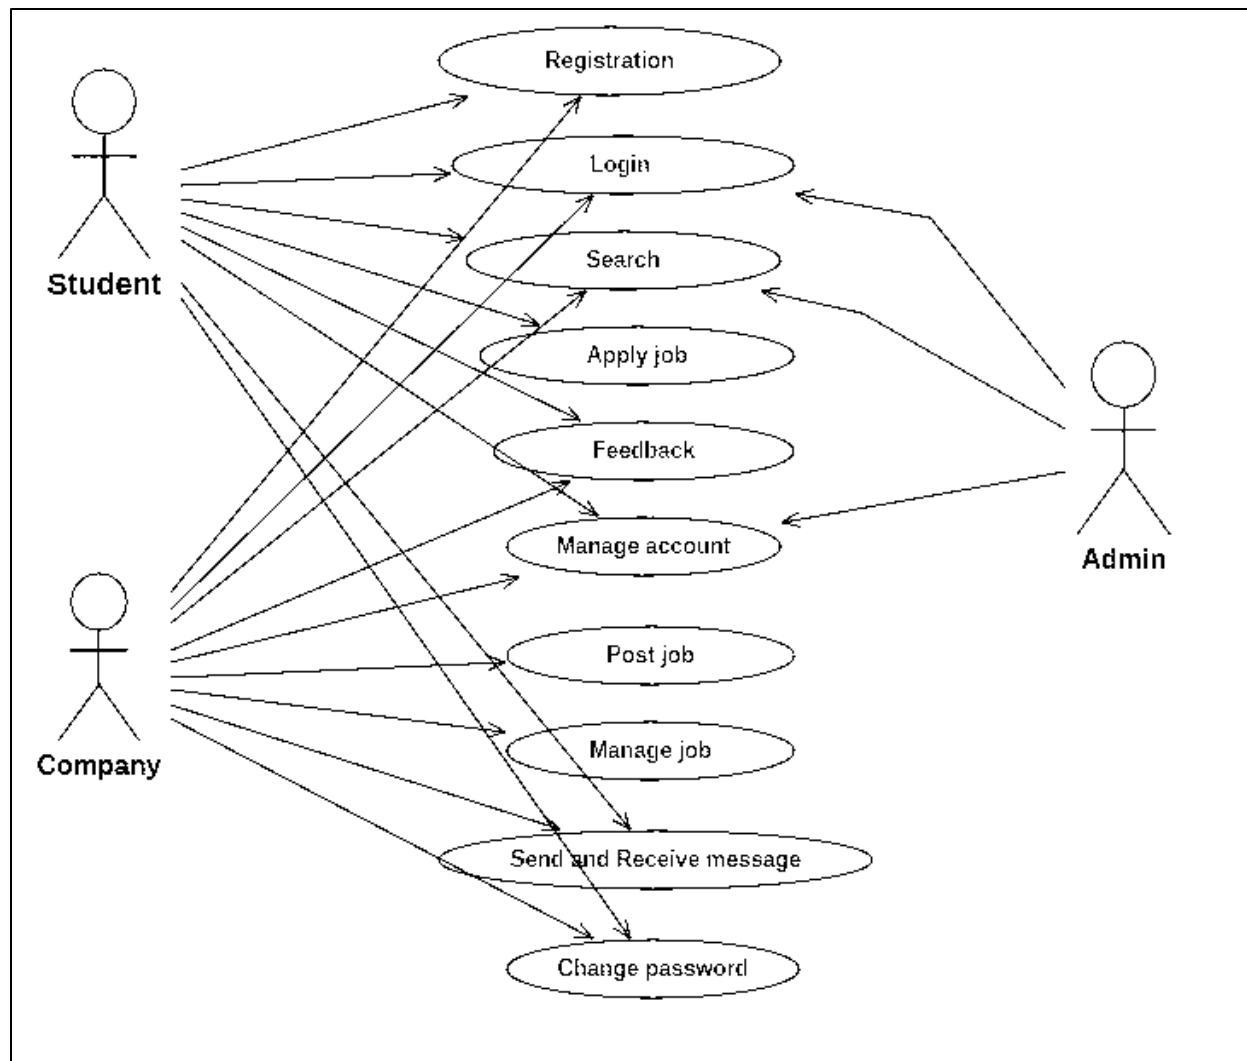 Registration
Login
Search
Apply job
Feedback
Manage account
Post job
Manage job
Send and Receive message
Change password
Student
Company
Admin